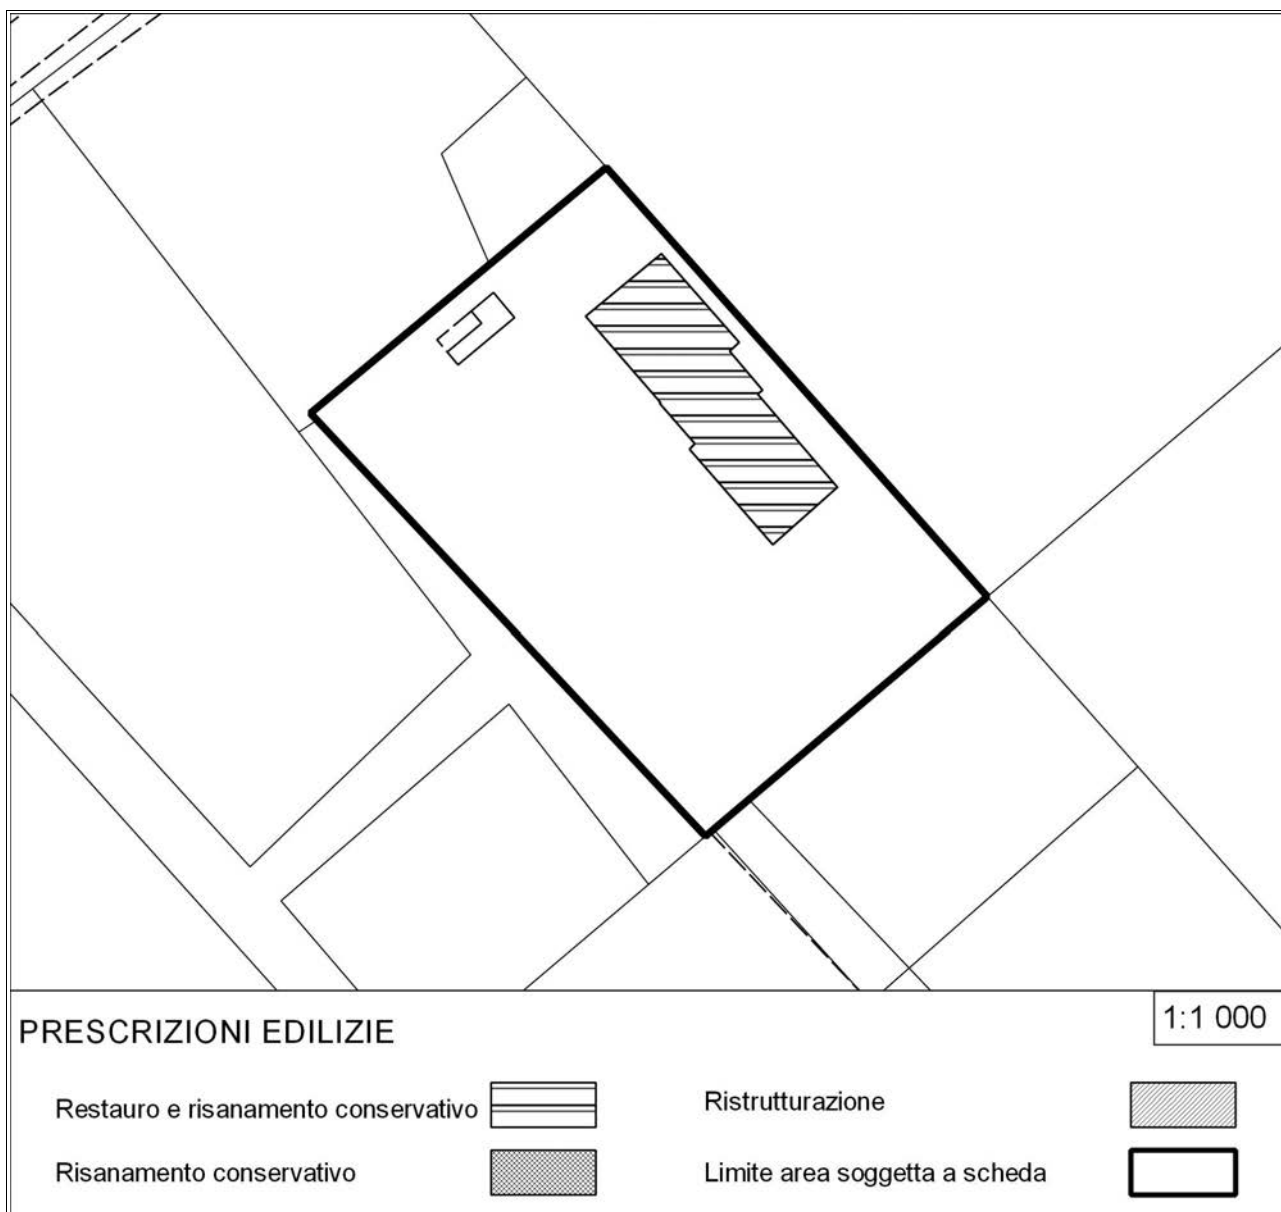 PRESCRIZIONI EDILIZIE
1:1 000
Restauro e risanamento conservativo
Ristrutturazione
Risanamento conservativo
Limite area soggetta a scheda